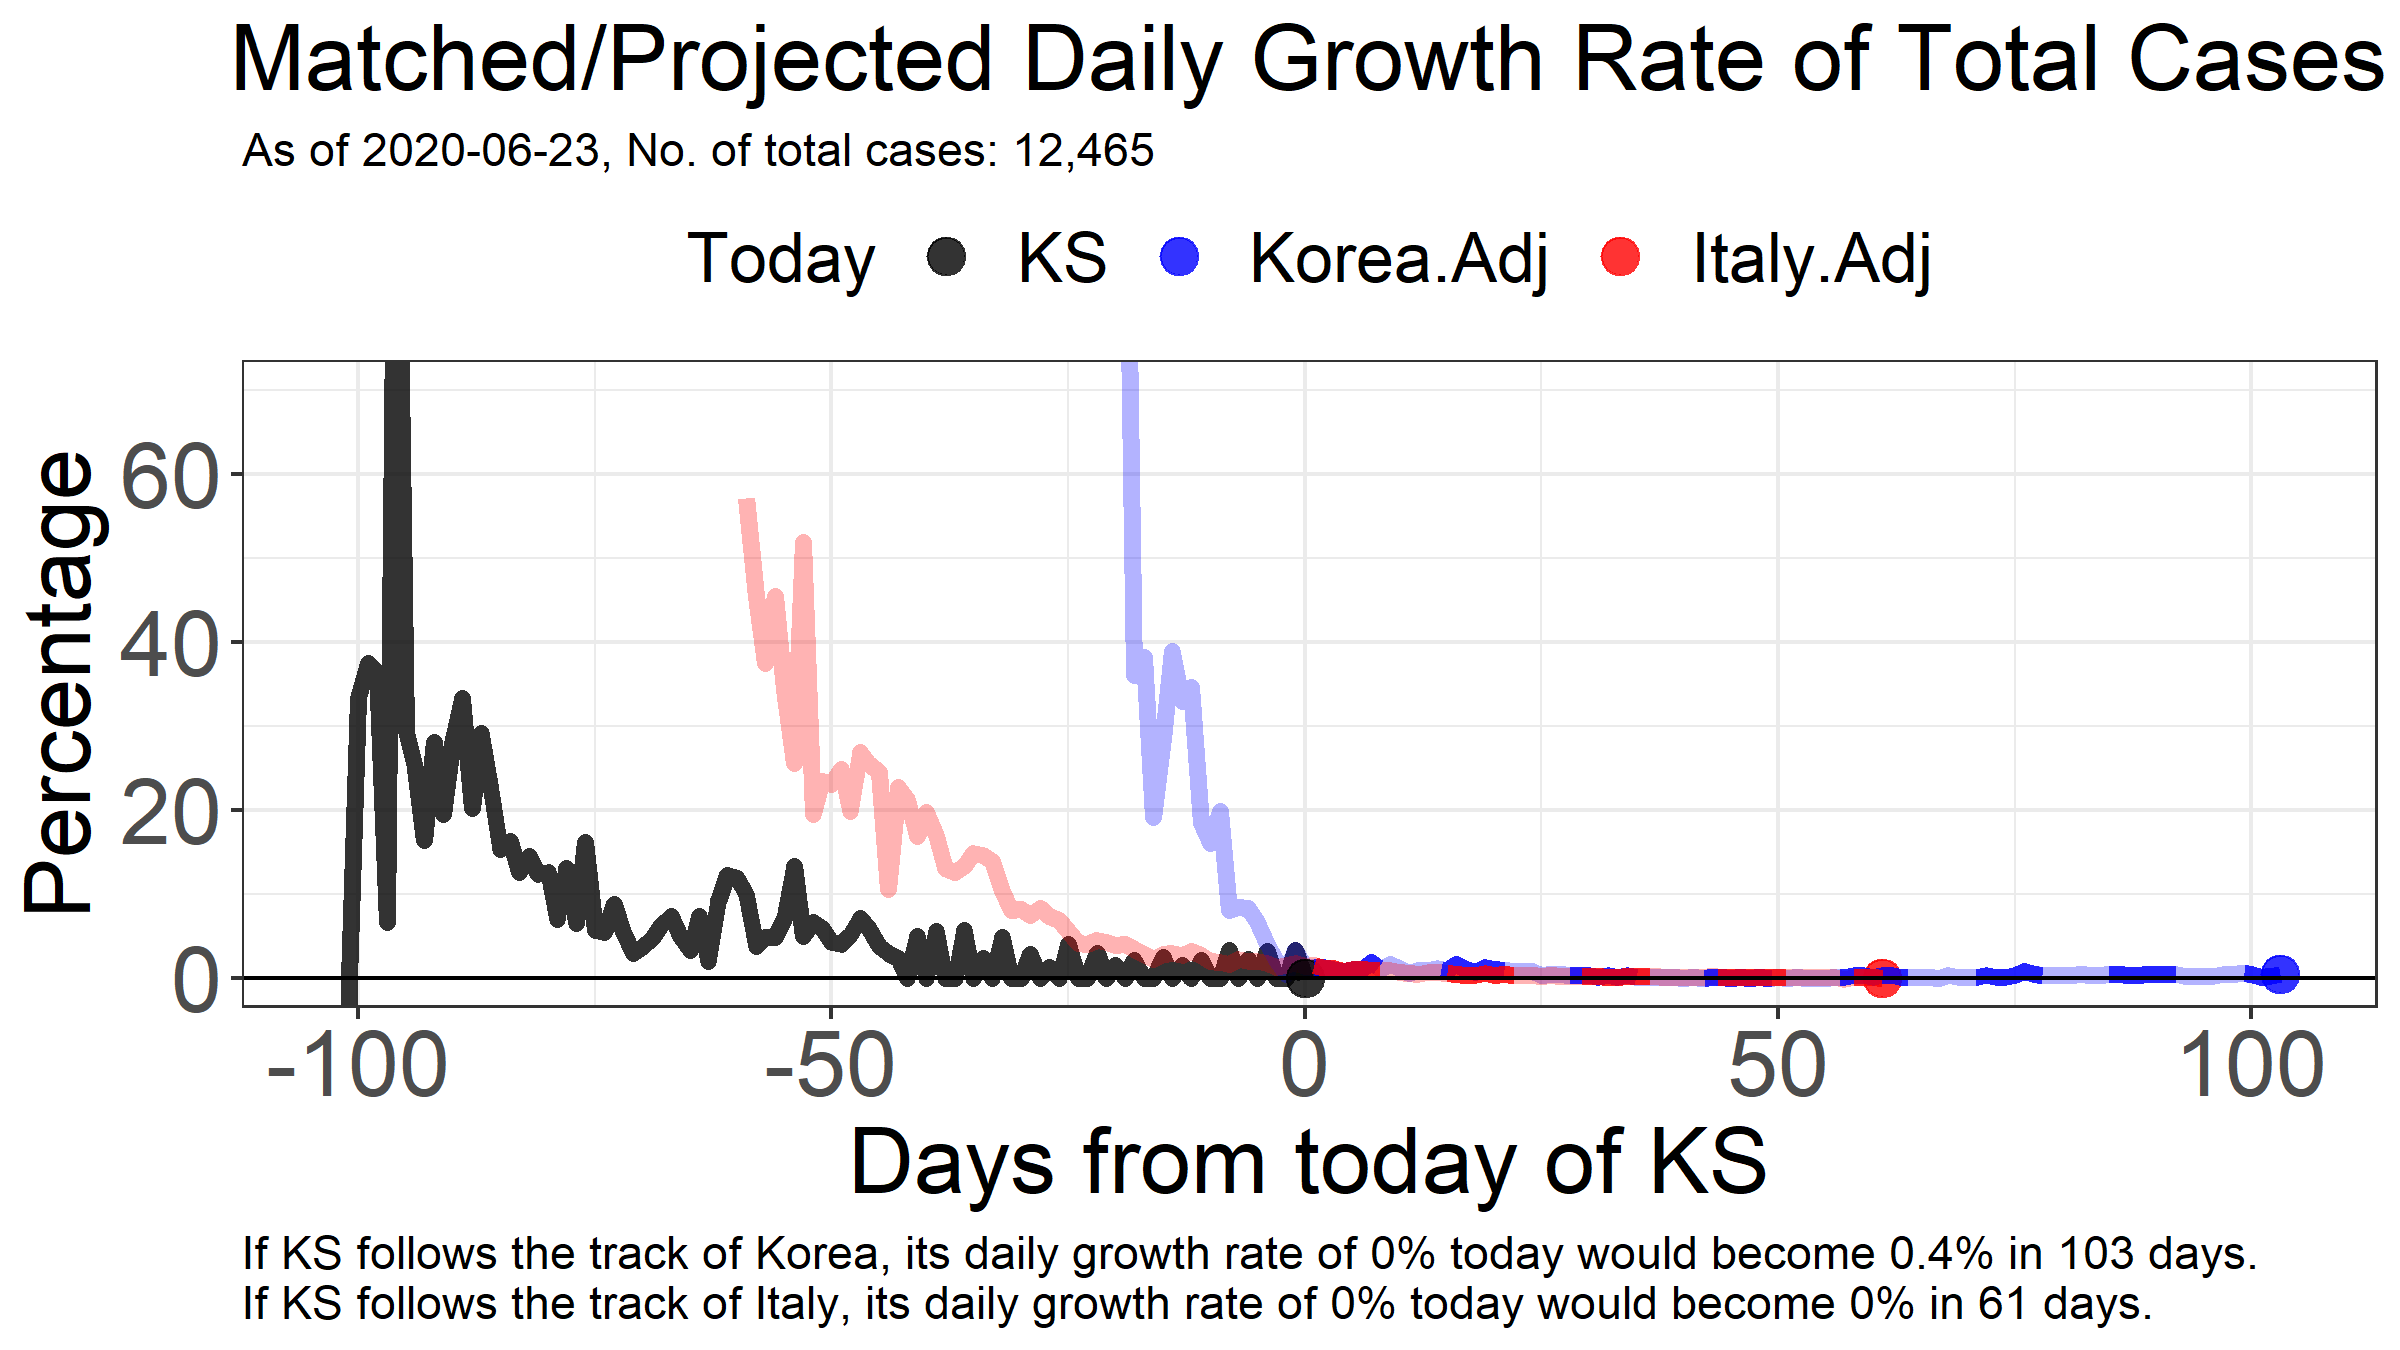 Matched/Projected Daily Growth Rate of Total Cases
As of 2020-06-23, No. of total cases: 12,465
Today KS Korea.Adj Italy.Adj
Percentage
60
40
20
0
-100 -50 0 50 100
Days from today of KS
If KS follows the track of Korea, its daily growth rate of 0% today would become 0.4% in 103 days.
If KS follows the track of Italy, its daily growth rate of 0% today would become 0% in 61 days.